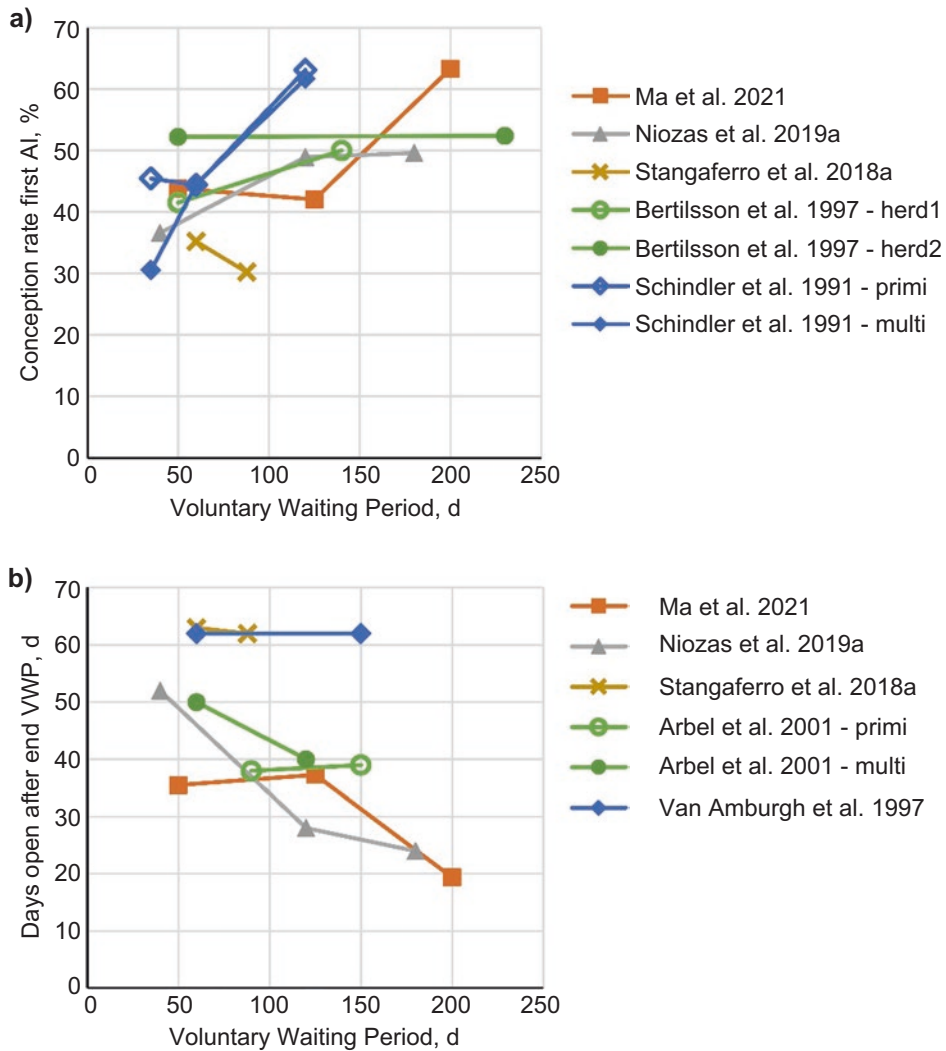 a)
70
60
50
40
30
20
10
0
Conception rate first AI, %
0 50 100 150 200 250
Voluntary Waiting Period, d
Ma et al. 2021
Niozas et al. 2019a
Stangaferro et al. 2018a
Bertilsson et al. 1997 - herd1
Bertilsson et al. 1997 - herd2
Schindler et al. 1991 - primi
Schindler et al. 1991 - multi
b)
70
60
50
40
30
20
10
0
Days open after end VWP, d
0 50 100 150 200 250
Voluntary Waiting Period, d
Ma et al. 2021
Niozas et al. 2019a
Stangaferro et al. 2018a
Arbel et al. 2001 - primi
Arbel et al. 2001 - multi
Van Amburgh et al. 1997